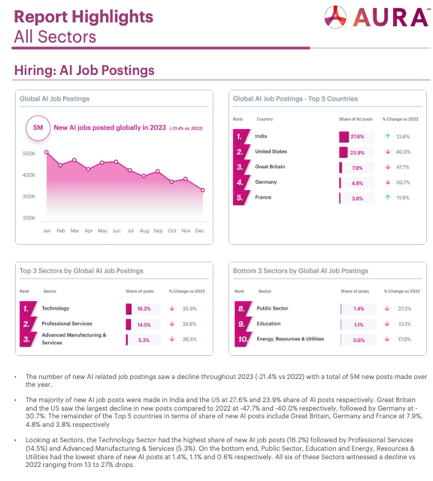 Report Highlights
All Sectors
AURA
Hiring: AI Job Postings
Global AI Job Postings
5M New AI jobs posted globally in 2023 (-21.4% vs. 2022)
500K
400K
300K
200K
Jan Feb Mar Apr May Jun Jul Aug Sep Oct Nov Dec
Global AI Job Postings - Top 5 Countries
Rank Country Share of AI posts % Change vs 2022
1. India 27.6% ↑ 13.6%
2. United States 23.9% ↓ 40.0%
3. Great Britain 7.9% ↓ 47.7%
4. Germany 4.8% ↓ 30.7%
5. France 3.8% ↑ 11.9%
Top 3 Sectors by Global AI Job Postings
Rank Sector Share of posts % Change vs 2022
1. Technology 16.2% ↓ 25.9%
2. Professional Services 14.5% ↓ 20.8%
3. Advanced Manufacturing &
Services 5.3% ↓ 26.3%
Bottom 3 Sectors by Global AI Job Postings
Rank Sector Share of posts % Change vs 2022
8. Public Sector 1.4% ↓ 27.2%
9. Education 1.1% ↓ 13.1%
10. Energy, Resources & Utilities 0.6% ↓ 17.0%
• The number of new AI related job postings saw a decline throughout 2023 (-21.4% vs 2022) with a total of 5M new posts made over
the year.
• The majority of new AI job posts were made in India and the US at 27.6% and 23.9% share of AI posts respectively. Great Britain
and the US saw the largest decline in new posts compared to 2022 at -47.7% and -40.0% respectively, followed by Germany at -
30.7%. The remainder of the Top 5 countries in terms of share of new AI posts include Great Britain, Germany and France at 7.9%,
4.8% and 3.8% respectively
• Looking at Sectors, the Technology Sector had the highest share of new AI job posts (16.2%) followed by Professional Services
(14.5%) and Advanced Manufacturing & Services (5.3%). On the bottom end, Public Sector, Education and Energy, Resources &
Utilities had the lowest share of new AI posts at 1.4%, 1.1% and 0.6% respectively. All six of these Sectors witnessed a decline vs
2022 ranging from 13 to 27% drops.